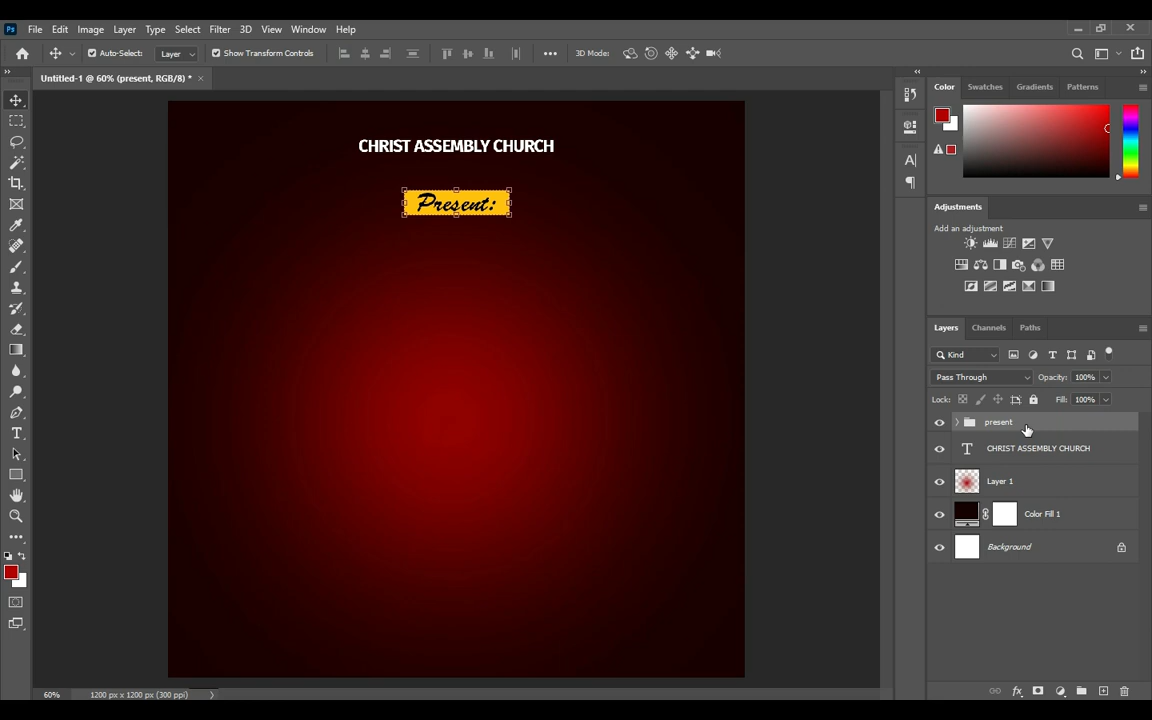 Ps File Edit Image Layer Type Select Filter 3D View Window Help
Auto-Select: Layer Show Transform Controls 3D Mode:
Untitled-1 @ 60% (present, RGB/8) *
CHRIST ASSEMBLY CHURCH
Present:
Color Swatches Gradients Patterns
Adjustments
Add an adjustment
Layers Channels Paths
Kind
Pass Through Opacity: 100%
Lock: Fill: 100%
present
CHRIST ASSEMBLY CHURCH
Layer 1
Color Fill 1
Background
60% 1200 px x 1200 px (300 ppi)